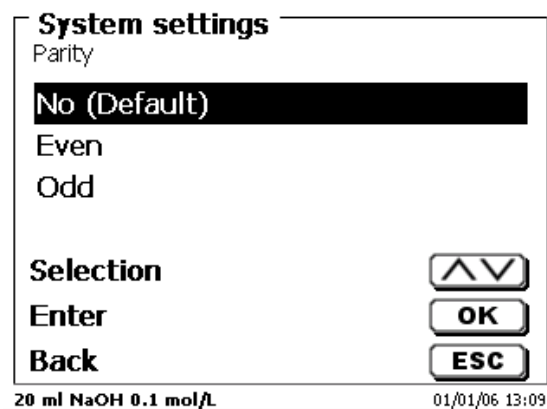 System settings
Parity
No (Default)
Even
Odd
Selection
Enter OK
Back ESC
20 ml NaOH 0.1 mol/L 01/01/06 13:09